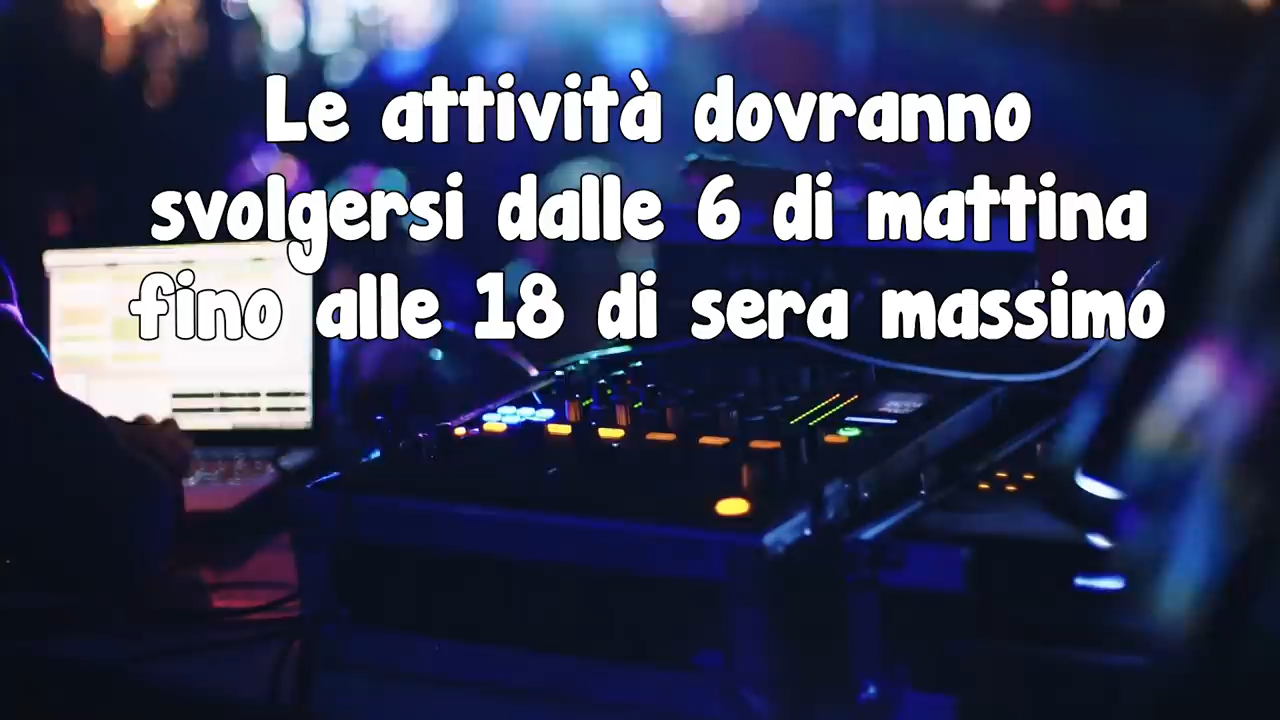 Le attività dovranno
svolgersi dalle 6 di mattina
fino alle 18 di sera massimo